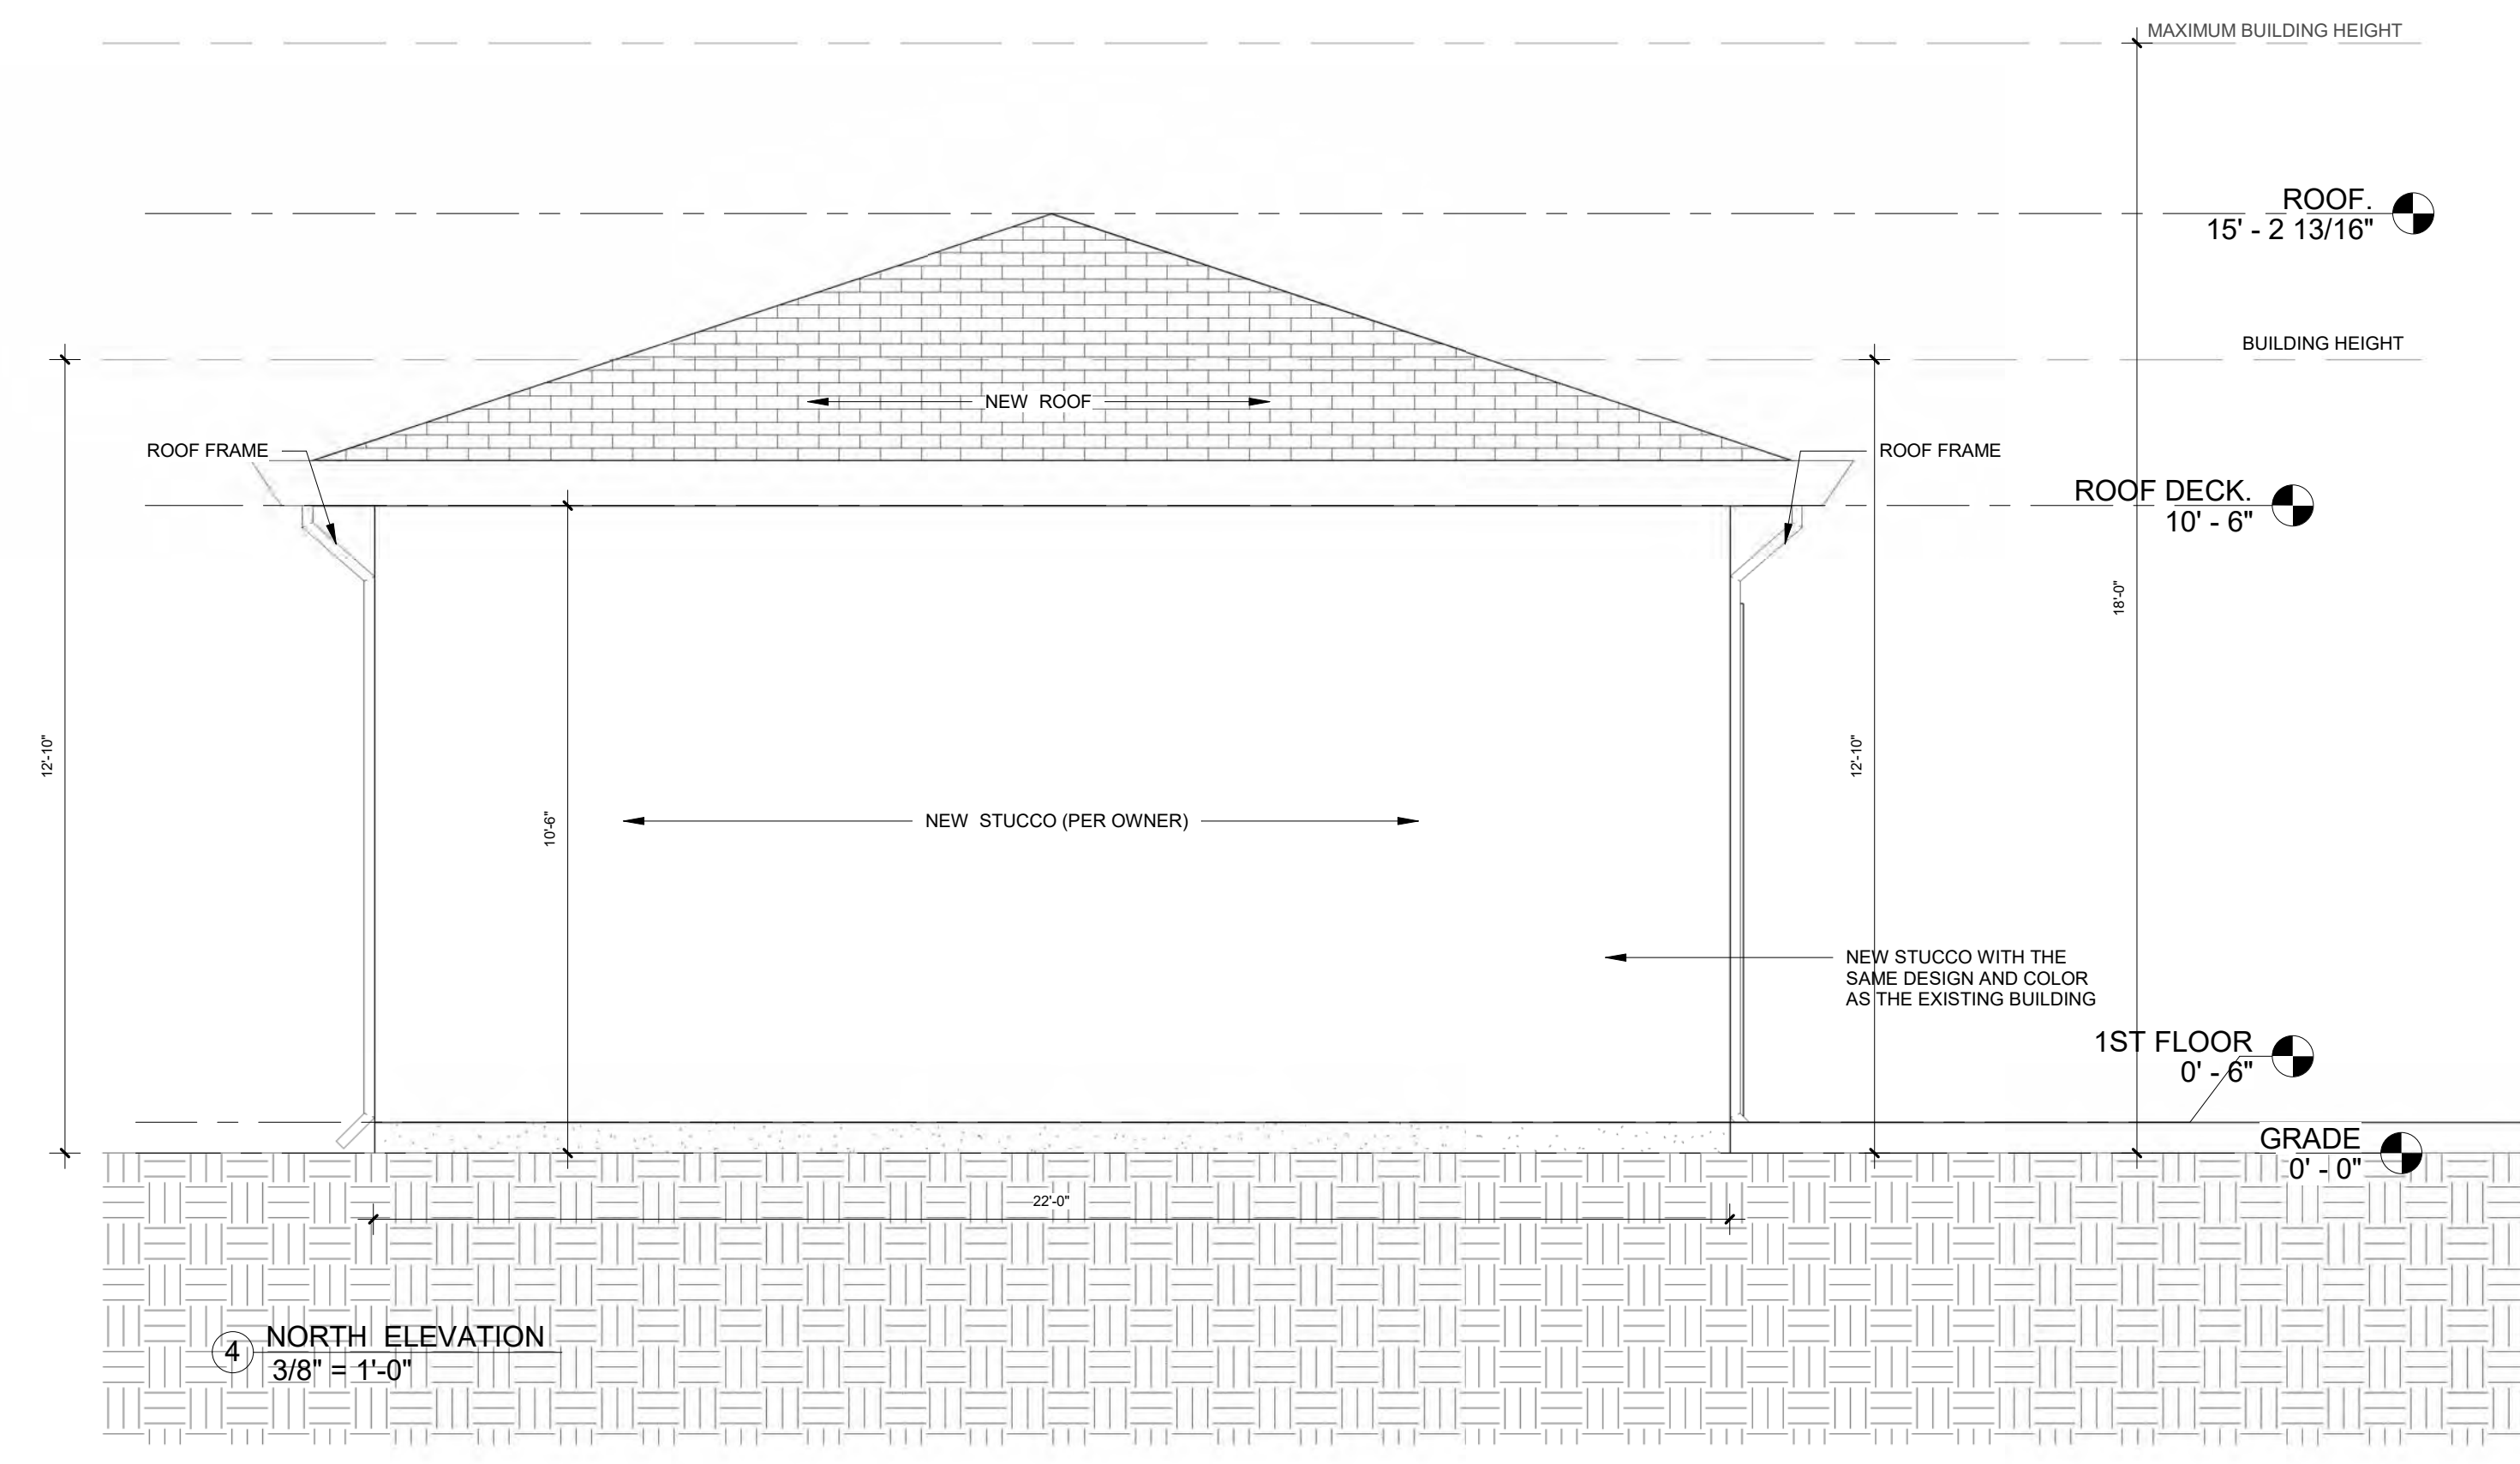 MAXIMUM BUILDING HEIGHT
ROOF.
15' - 2 13/16"
BUILDING HEIGHT
NEW  ROOF
ROOF FRAME
ROOF FRAME
ROOF DECK.
10' - 6"
18'-0"
12'-10"
12'-10"
10'-6"
NEW  STUCCO (PER OWNER)
NEW STUCCO WITH THE
SAME DESIGN AND COLOR
AS THE EXISTING BUILDING
1ST FLOOR
0' - 6"
GRADE
0' - 0"
22'-0"
4
NORTH  ELEVATION
3/8" = 1'-0"